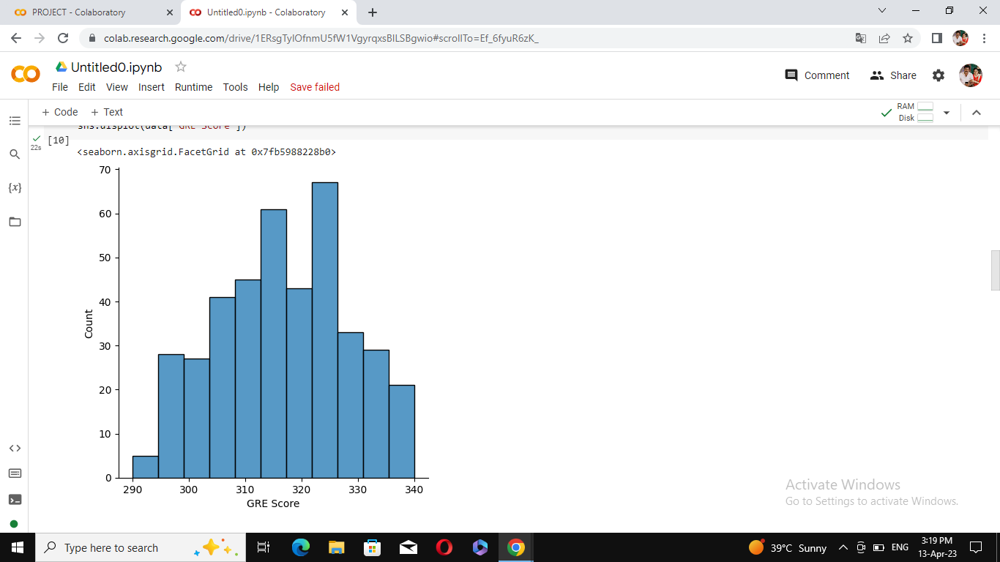 PROJECT - Colaboratory
Untitled0.ipynb - Colaboratory
colab.research.google.com/drive/1ERsgTyIOfnmU5fW1VgyrqxsBlLSBgwio#scrollTo=Ef_6fyuR6zK_
Untitled0.ipynb
Comment
Share
File Edit View Insert Runtime Tools Help Save failed
+ Code + Text
RAM
Disk
sns.displot(data["GRE Score"])
[10]
22s
<seaborn.axisgrid.FacetGrid at 0x7fb5988228b0>
{x}
70
60
50
40
30
20
10
0
Count
290 300 310 320 330 340
GRE Score
Activate Windows
Go to Settings to activate Windows.
Type here to search
39°C Sunny
ENG
3:19 PM
13-Apr-23